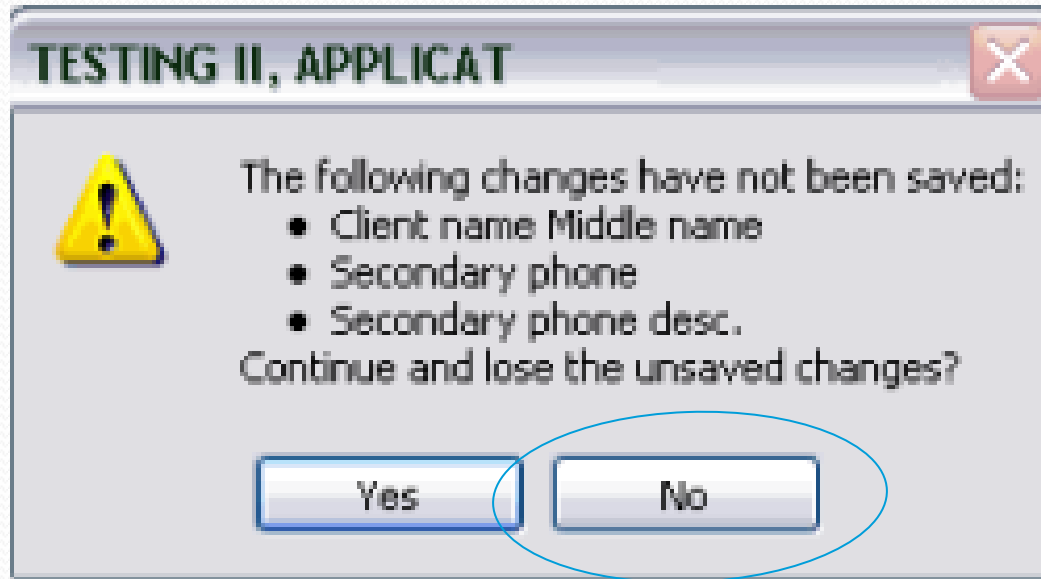 TESTING II, APPLICAT
The following changes have not been saved:
• Client name Middle name
• Secondary phone
• Secondary phone desc.
Continue and lose the unsaved changes?
Yes No